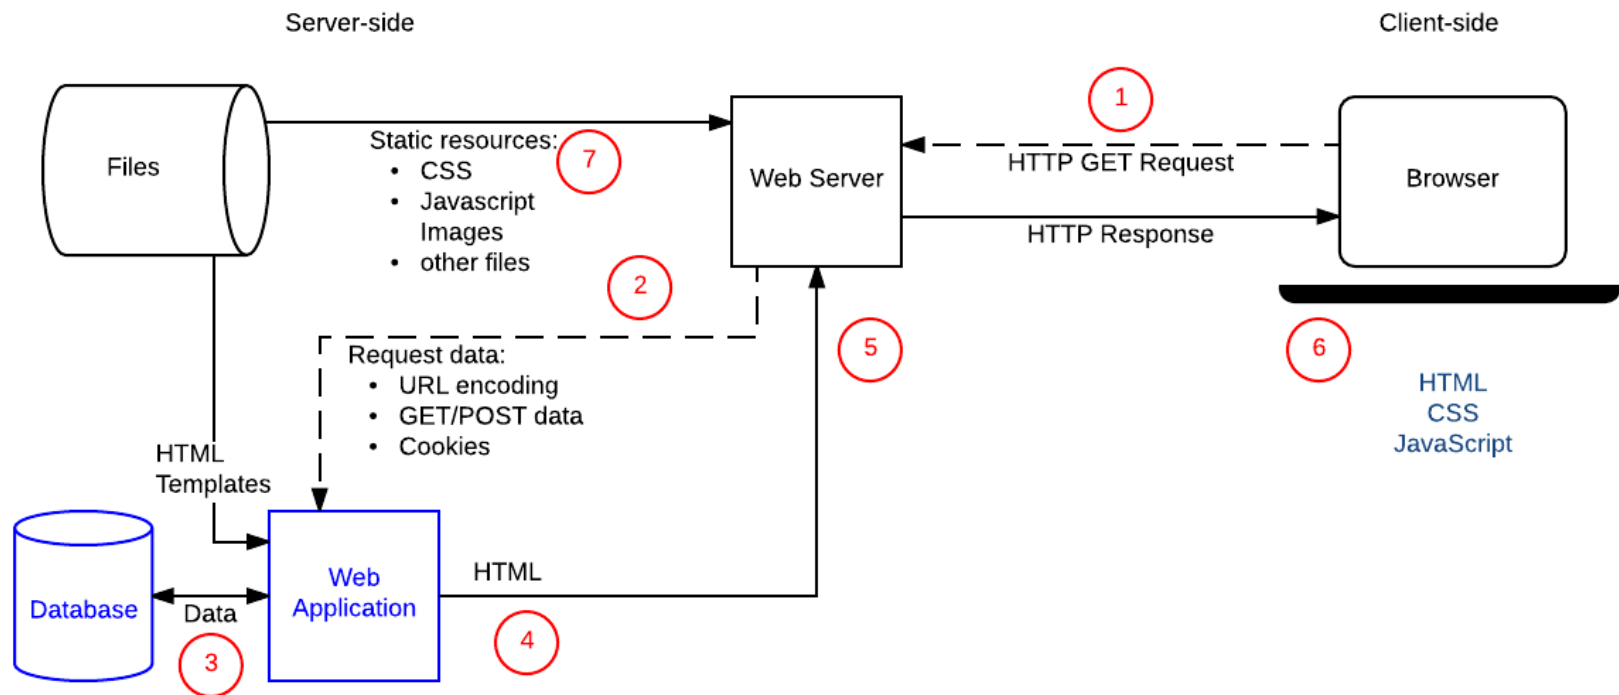 Server-side
Client-side
Files
Static resources:
• CSS
• Javascript
Images
• other files
7
Web Server
1
HTTP GET Request
HTTP Response
Browser
2
Request data:
• URL encoding
• GET/POST data
• Cookies
5
6
HTML
CSS
JavaScript
HTML
Templates
Database
Data
3
Web
Application
HTML
4